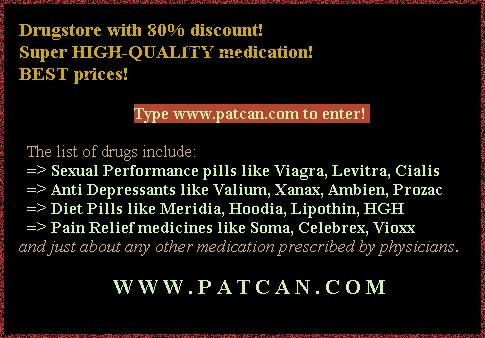 Drugstore with 80% discount!
Super HIGH-QUALITY medication!
BEST prices!
Type www.patcan.com to enter!
The list of drugs include:
=> Sexual Performance pills like Viagra, Levitra, Cialis
=> Anti Depressants like Valium, Xanax, Ambien, Prozac
=> Diet Pills like Meridia, Hoodia, Lipothin, HGH
=> Pain Relief medicines like Soma, Celebrex, Vioxx
and just about any other medication prescribed by physicians.
WWW.PATCAN.COM